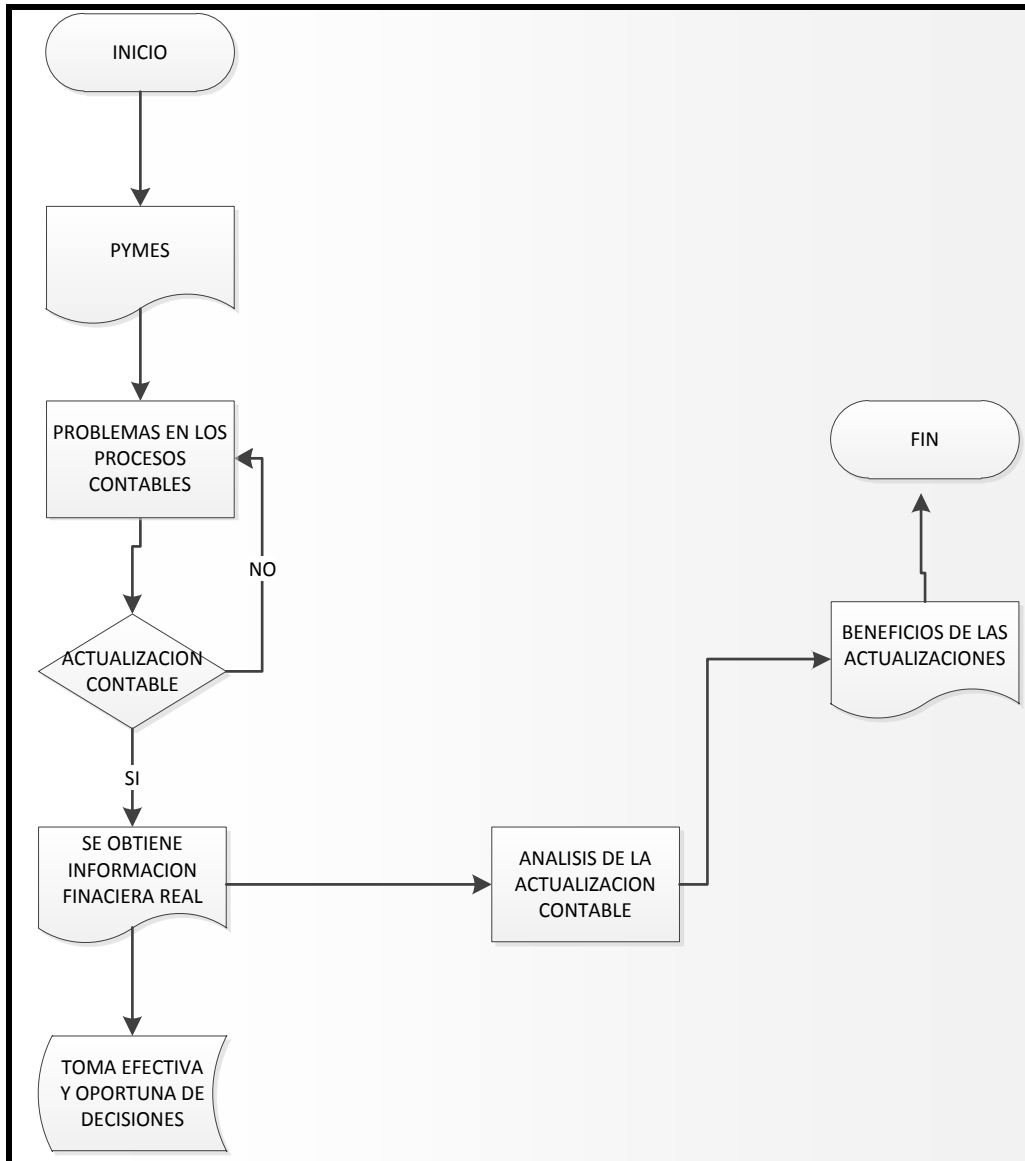 INICIO
PYMES
PROBLEMAS EN LOS
PROCESOS
CONTABLES
NO
ACTUALIZACION
CONTABLE
SI
SE OBTIENE
INFORMACION
FINACIERA REAL
TOMA EFECTIVA
Y OPORTUNA DE
DECISIONES
ANALISIS DE LA
ACTUALIZACION
CONTABLE
BENEFICIOS DE LAS
ACTUALIZACIONES
FIN